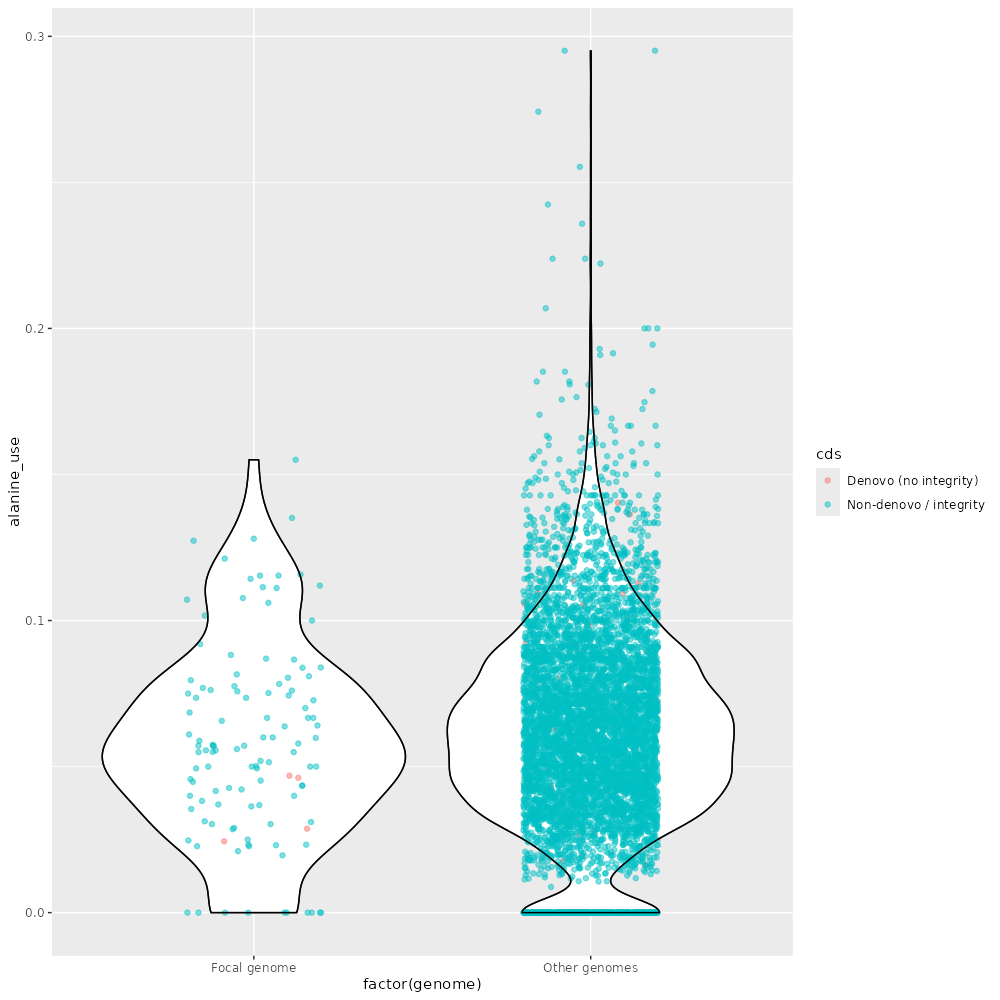 0.3
0.2
0.1
0.0
alanine_use
Focal genome
Other genomes
factor(genome)
cds
Denovo (no integrity)
Non-denovo / integrity